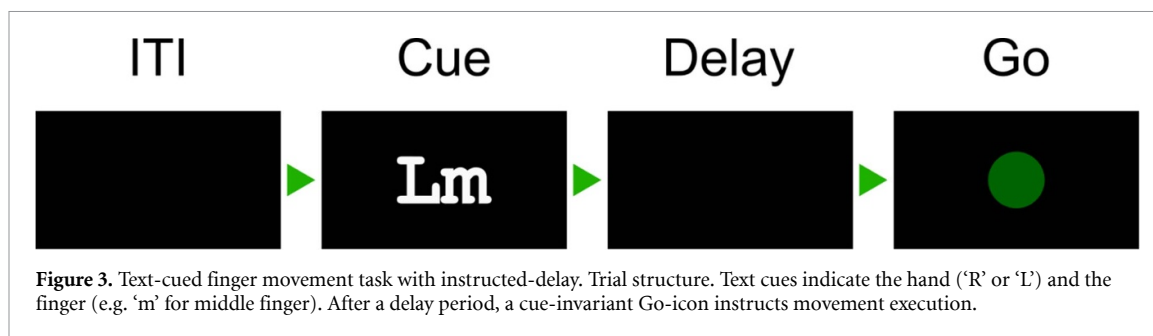 ITI Cue Delay Go
Lm
Figure 3. Text-cued finger movement task with instructed-delay. Trial structure. Text cues indicate the hand (‘R’ or ‘L’) and the
finger (e.g. ‘m’ for middle finger). After a delay period, a cue-invariant Go-icon instructs movement execution.